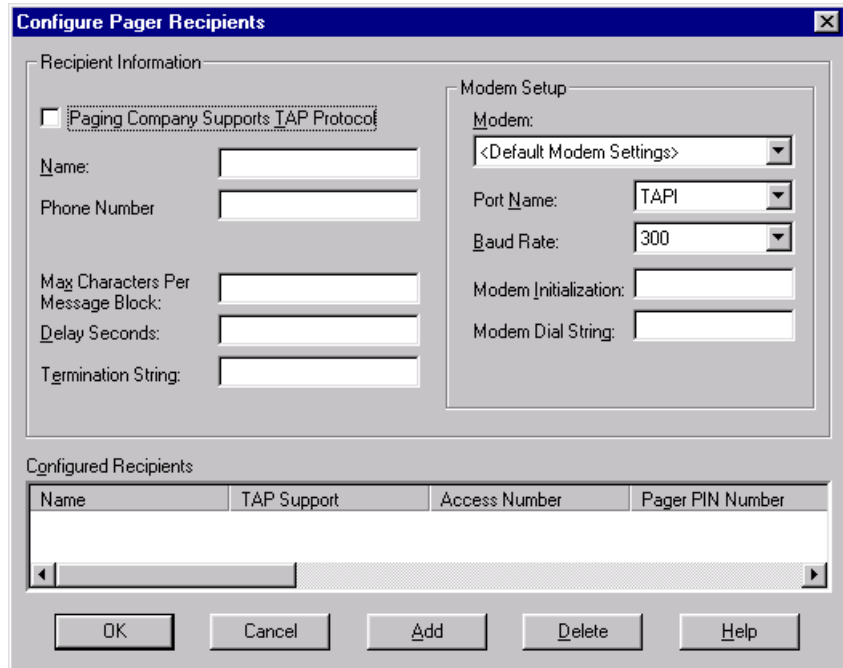 Configure Pager Recipients
Recipient Information
Paging Company Supports TAP Protocol
Name:
Phone Number
Max Characters Per
Message Block:
Delay Seconds:
Termination String:
Modem Setup
Modem:
<Default Modem Settings>
Port Name:
TAPI
Baud Rate:
300
Modem Initialization:
Modem Dial String:
Configured Recipients
Name TAP Support Access Number Pager PIN Number
OK Cancel Add Delete Help